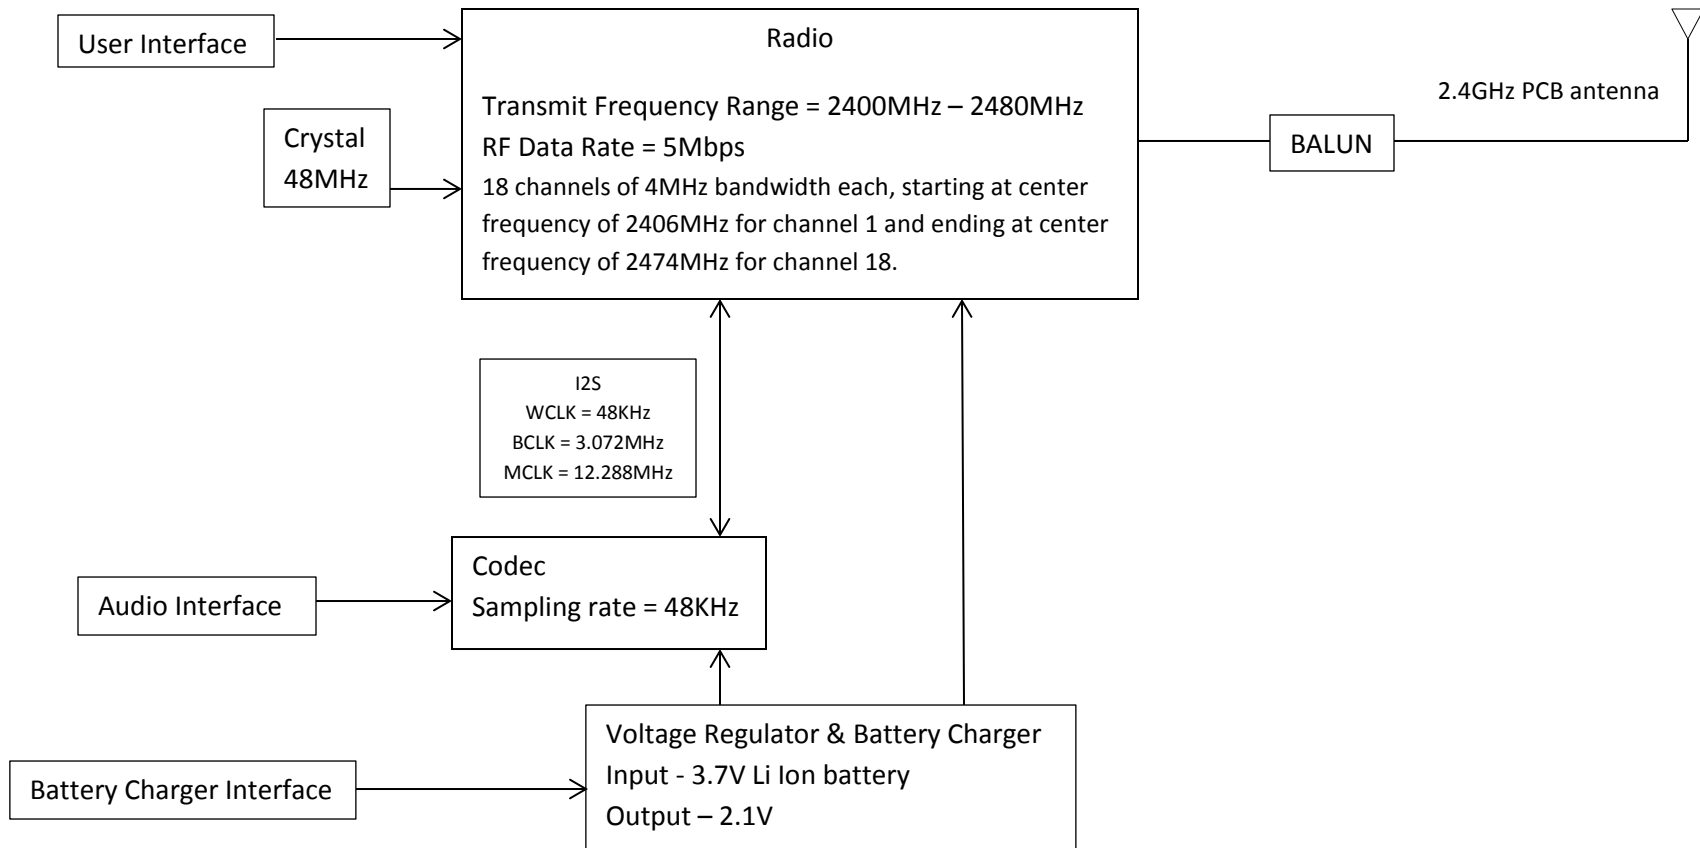 User Interface
Crystal
48MHz
Radio
Transmit Frequency Range = 2400MHz – 2480MHz
RF Data Rate = 5Mbps
18 channels of 4MHz bandwidth each, starting at center
frequency of 2406MHz for channel 1 and ending at center
frequency of 2474MHz for channel 18.
BALUN
2.4GHz PCB antenna
I2S
WCLK = 48KHz
BCLK = 3.072MHz
MCLK = 12.288MHz
Audio Interface
Codec
Sampling rate = 48KHz
Battery Charger Interface
Voltage Regulator & Battery Charger
Input - 3.7V Li Ion battery
Output – 2.1V